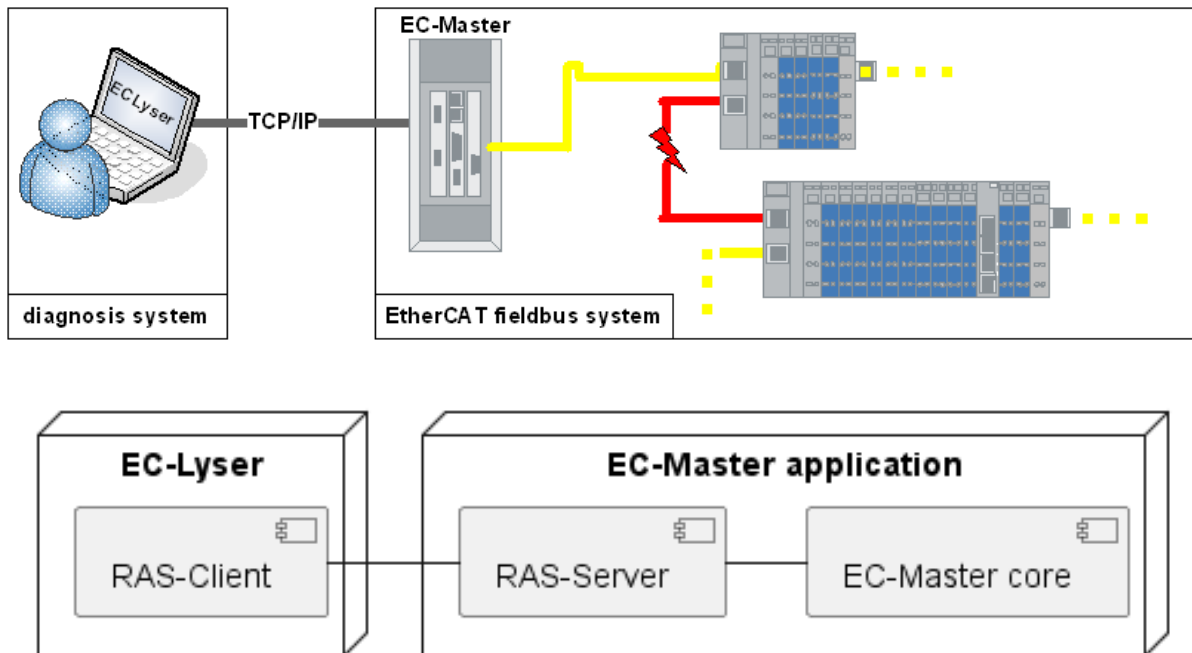 EC-Master
EC Lyser
TCP/IP
diagnosis system
EtherCAT fieldbus system
EC-Lyser
EC-Master application
RAS-Client
RAS-Server
EC-Master core